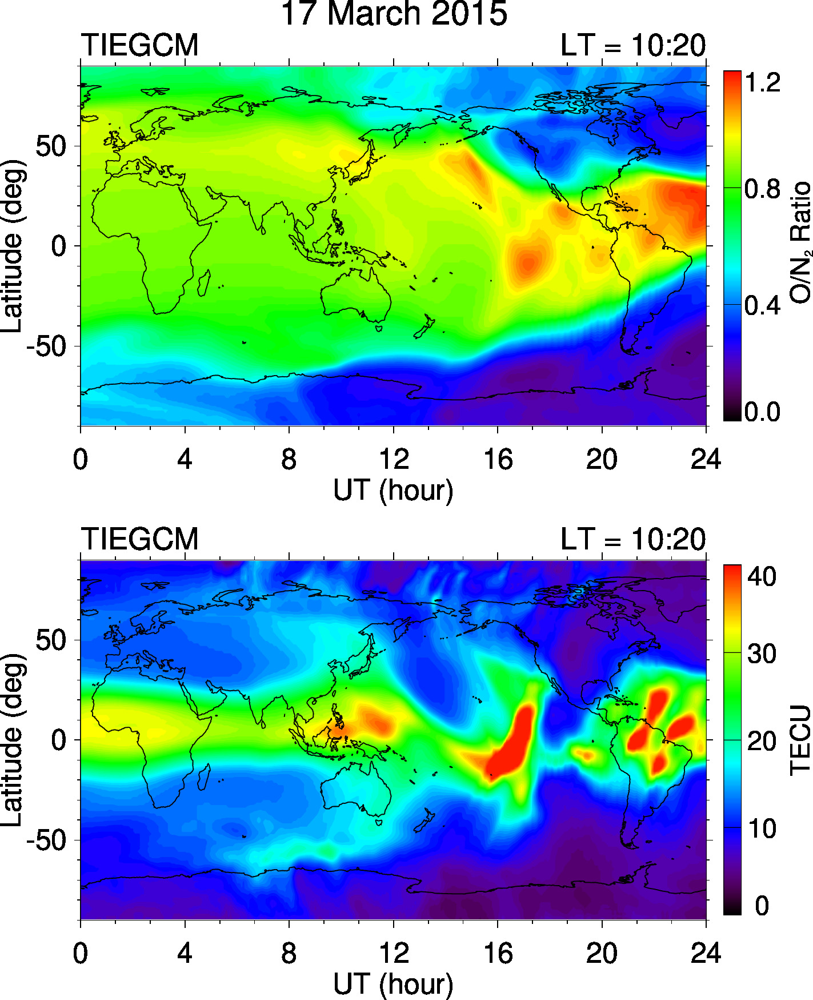 17 March 2015
TIEGCM LT = 10:20
50
0
-50
Latitude (deg)
0 4 8 12 16 20 24
UT (hour)
1.2
0.8
0.4
0.0
O/N₂ Ratio
TIEGCM LT = 10:20
50
0
-50
Latitude (deg)
0 4 8 12 16 20 24
UT (hour)
40
30
20
10
0
TECU